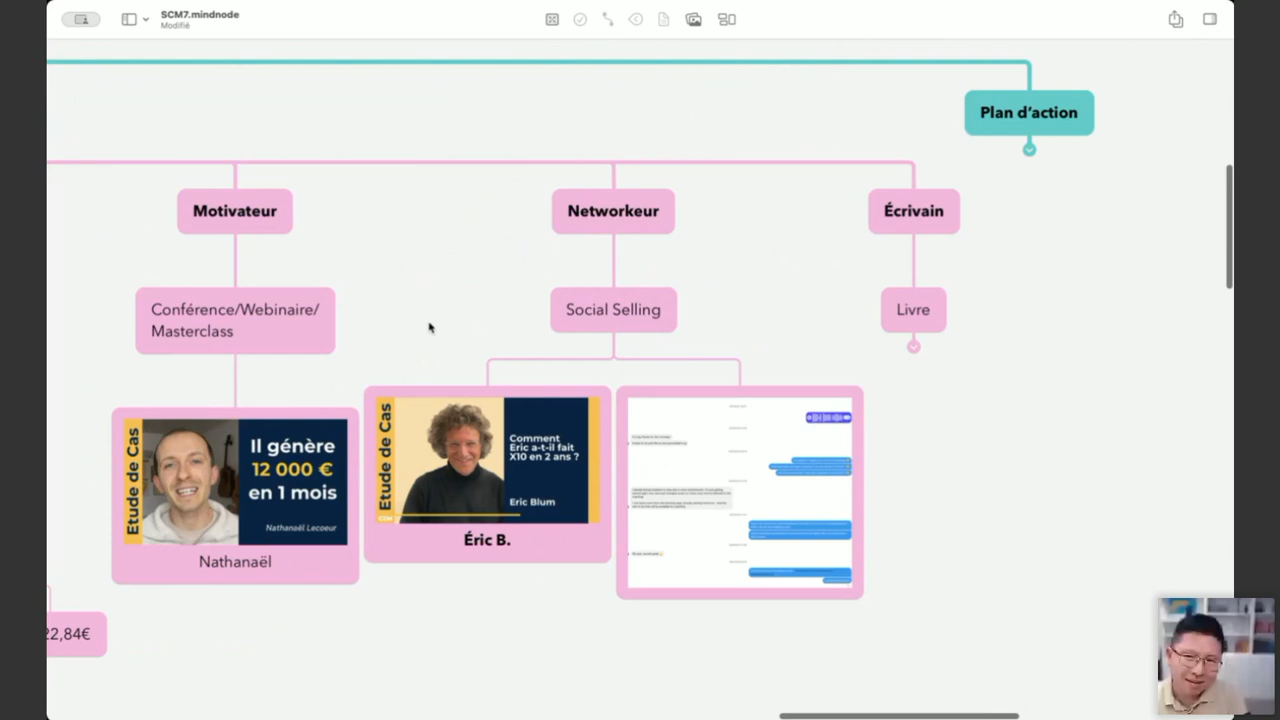 SCM7.mindnode
Modifié
Plan d’action
Motivateur
Networkeur
Écrivain
Conférence/Webinaire/
Masterclass
Social Selling
Livre
Etude de Cas
Il génère
12 000 €
en 1 mois
Nathanaël Lecoeur
Nathanaël
Etude de Cas
Comment
Eric a-t-il fait
X10 en 2 ans ?
Eric Blum
Éric B.
22,84€